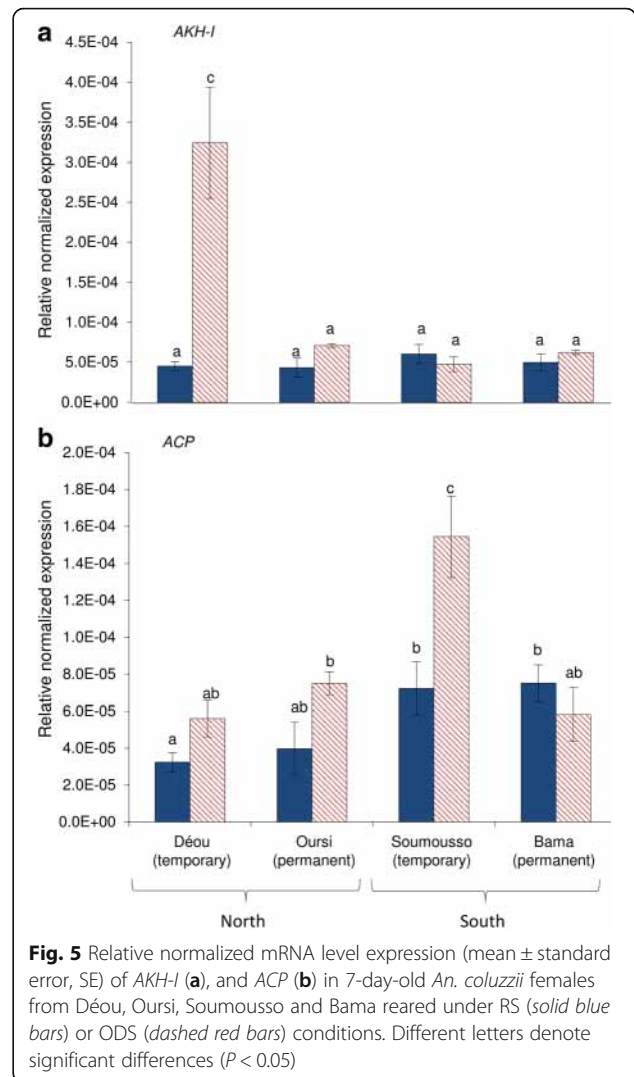 a
AKH-I
4.5E-04
4.0E-04
3.5E-04
3.0E-04
2.5E-04
2.0E-04
1.5E-04
1.0E-04
5.0E-05
0.0E+00
Relative normalized expression
a
c
a
a
a
a
a
a
b
ACP
2.0E-04
1.8E-04
1.6E-04
1.4E-04
1.2E-04
1.0E-04
8.0E-05
6.0E-05
4.0E-05
2.0E-05
0.0E+00
Relative normalized expression
a
ab
ab
b
b
c
b
ab
Déou
(temporary)
Oursi
(permanent)
Soumousso
(temporary)
Bama
(permanent)
North
South
Fig. 5 Relative normalized mRNA level expression (mean ± standard
error, SE) of AKH-I (a), and ACP (b) in 7-day-old An. coluzzii females
from Déou, Oursi, Soumousso and Bama reared under RS (solid blue
bars) or ODS (dashed red bars) conditions. Different letters denote
significant differences (P < 0.05)